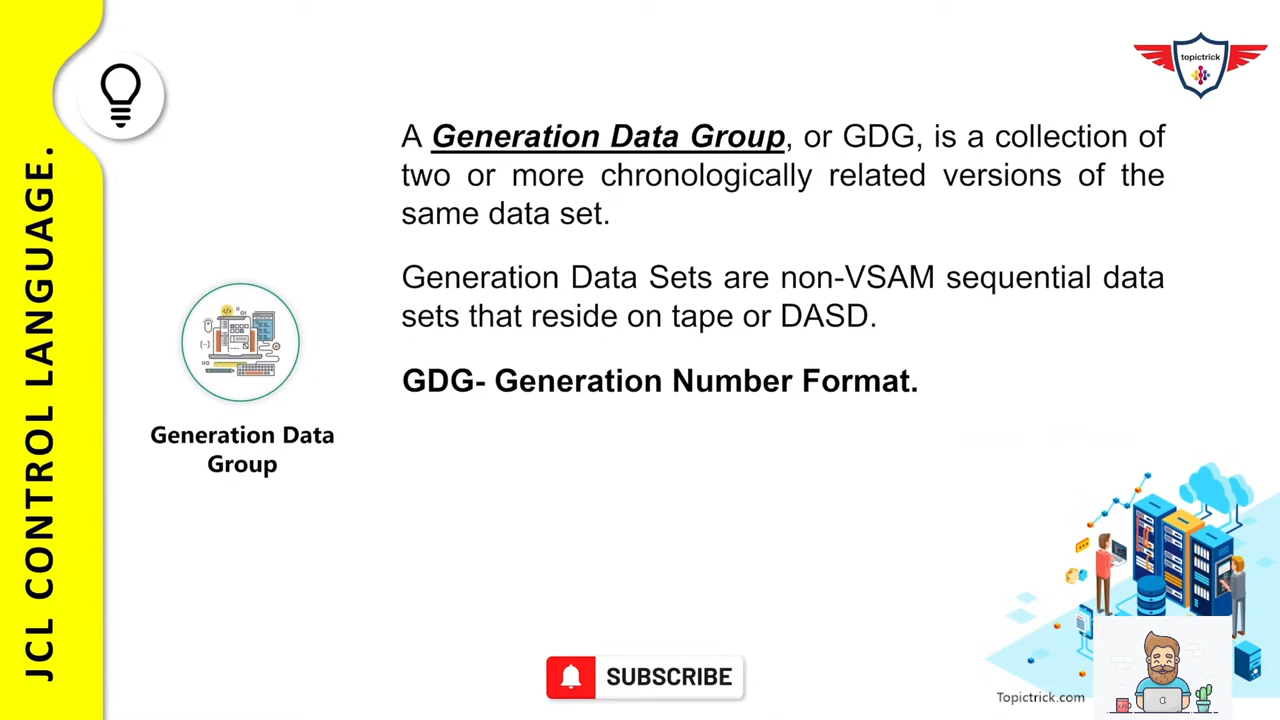 JCL CONTROL LANGUAGE.
topictrick
A Generation Data Group, or GDG, is a collection of
two or more chronologically related versions of the
same data set.
Generation Data Sets are non-VSAM sequential data
sets that reside on tape or DASD.
GDG- Generation Number Format.
Generation Data
Group
SUBSCRIBE
Topictrick.com